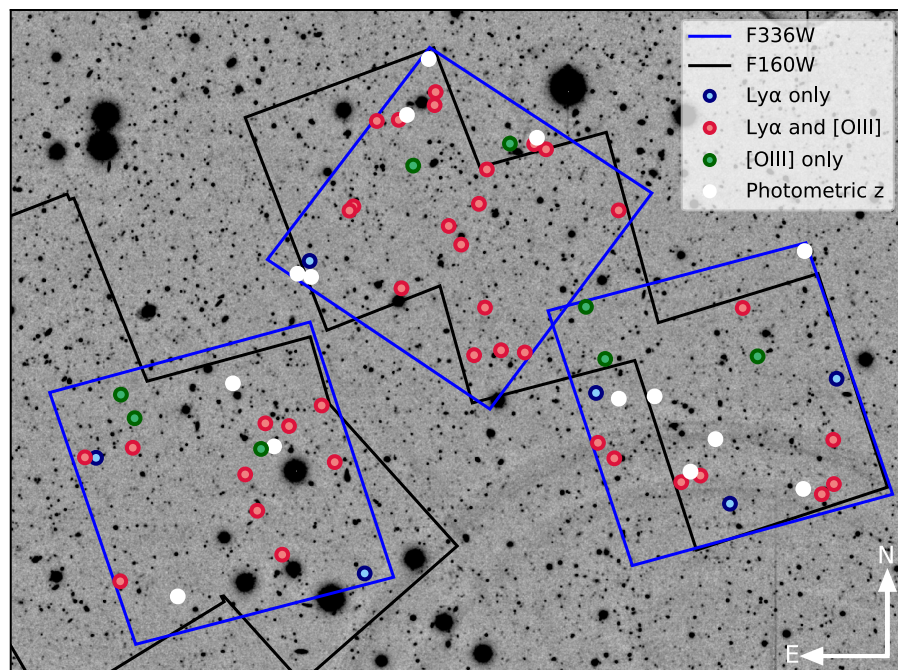 F336W
F160W
Lyα only
Lyα and [OIII]
[OIII] only
Photometric z
N
E